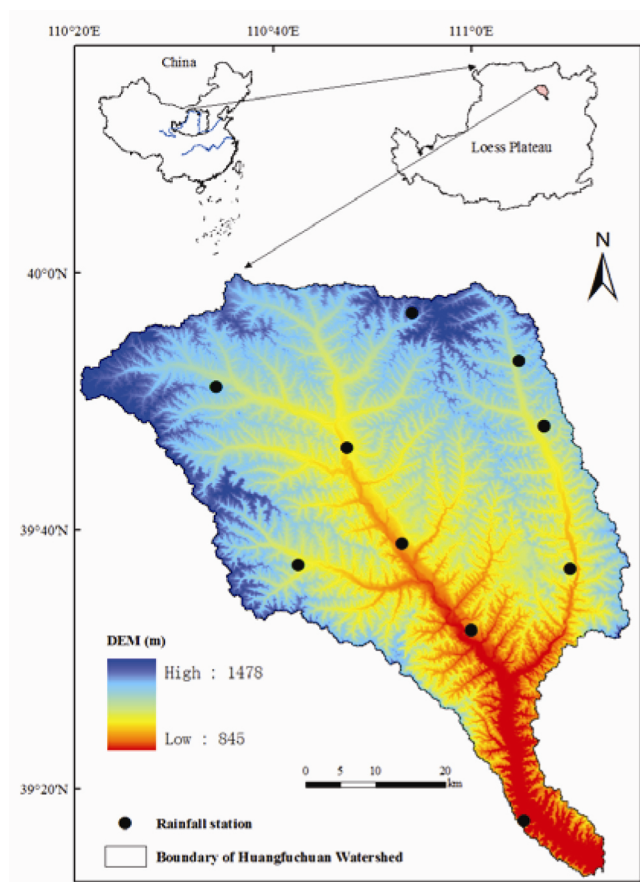 110°20'E
110°40'E
111°0'E
China
Loess Plateau
N
40°0'N
39°40'N
DEM (m)
High : 1478
Low : 845
39°20'N
0 5 10 20
km
Rainfall station
Boundary of Huangfuchuan Watershed